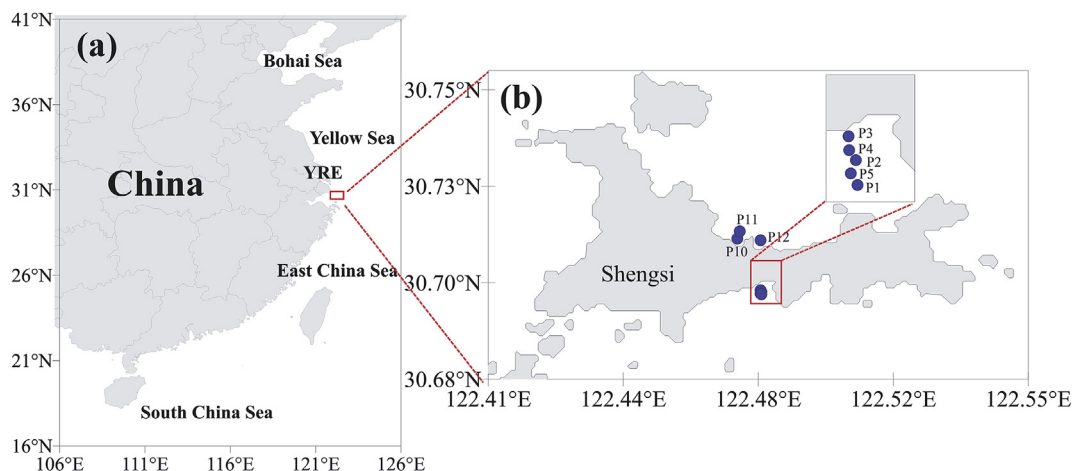 (a)
41°N
36°N
31°N
26°N
21°N
16°N
106°E
111°E
116°E
121°E
126°E
Bohai Sea
Yellow Sea
YRE
China
East China Sea
South China Sea
(b)
30.75°N
30.73°N
30.70°N
30.68°N
122.41°E
122.44°E
122.48°E
122.52°E
122.55°E
P3
P4
P2
P5
P1
P11
P10
P12
Shengsi